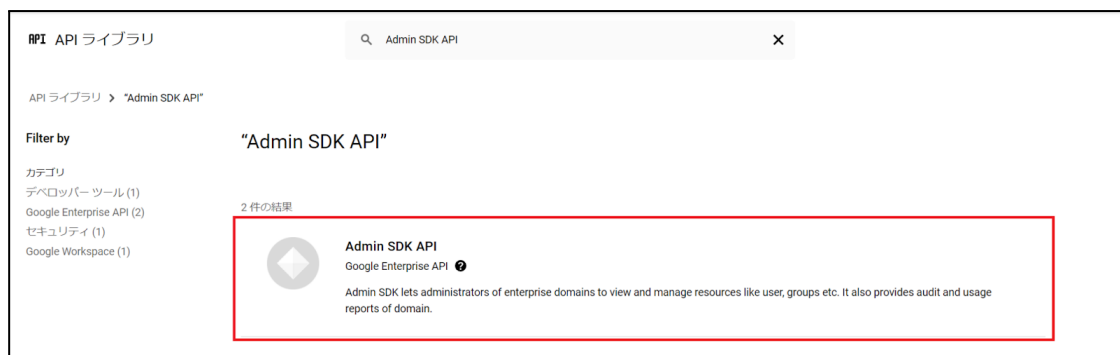 API API ライブラリ
Admin SDK API
API ライブラリ > "Admin SDK API"
Filter by
カテゴリ
デベロッパー ツール (1)
Google Enterprise API (2)
セキュリティ (1)
Google Workspace (1)
“Admin SDK API”
2 件の結果
Admin SDK API
Google Enterprise API ?
Admin SDK lets administrators of enterprise domains to view and manage resources like user, groups etc. It also provides audit and usage
reports of domain.